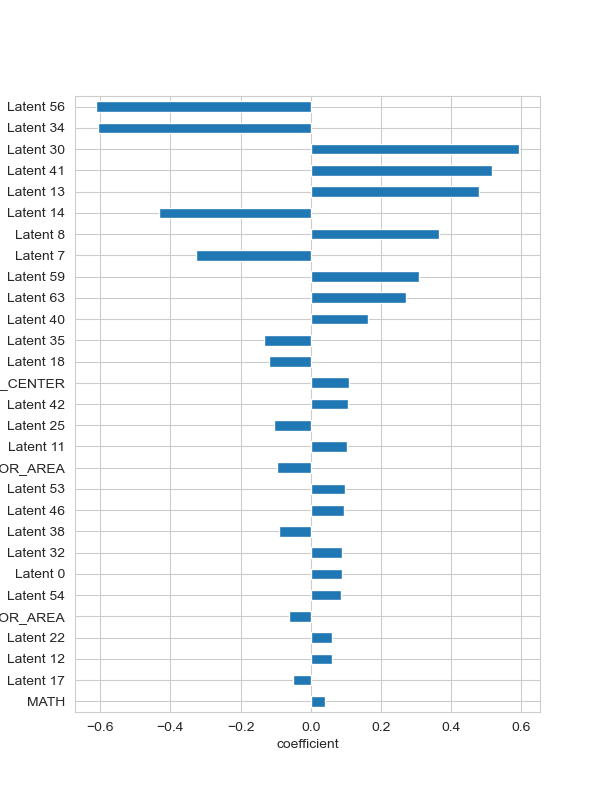 Latent 56
Latent 34
Latent 30
Latent 41
Latent 13
Latent 14
Latent 8
Latent 7
Latent 59
Latent 63
Latent 40
Latent 35
Latent 18
_CENTER
Latent 42
Latent 25
Latent 11
OR_AREA
Latent 53
Latent 46
Latent 38
Latent 32
Latent 0
Latent 54
OR_AREA
Latent 22
Latent 12
Latent 17
MATH
−0.6 −0.4 −0.2 0.0 0.2 0.4 0.6
coefficient